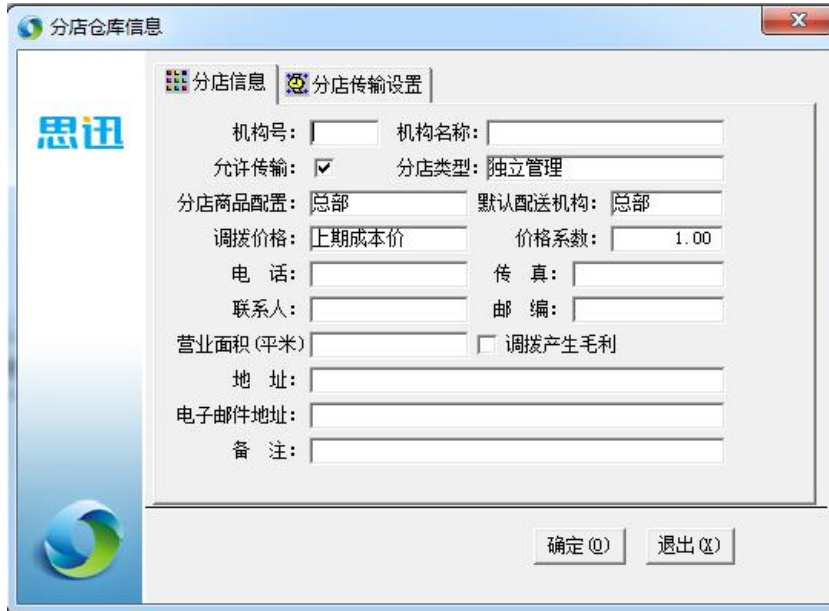 分店仓库信息
思迅
分店信息 分店传输设置
机构号： 机构名称：
允许传输： 分店类型：独立管理
分店商品配置：总部 默认配送机构：总部
调拨价格：上期成本价 价格系数： 1.00
电 话： 传 真：
联系人： 邮 编：
营业面积(平米) 调拨产生毛利
地 址：
电子邮件地址：
备 注：
确定(O) 退出(X)